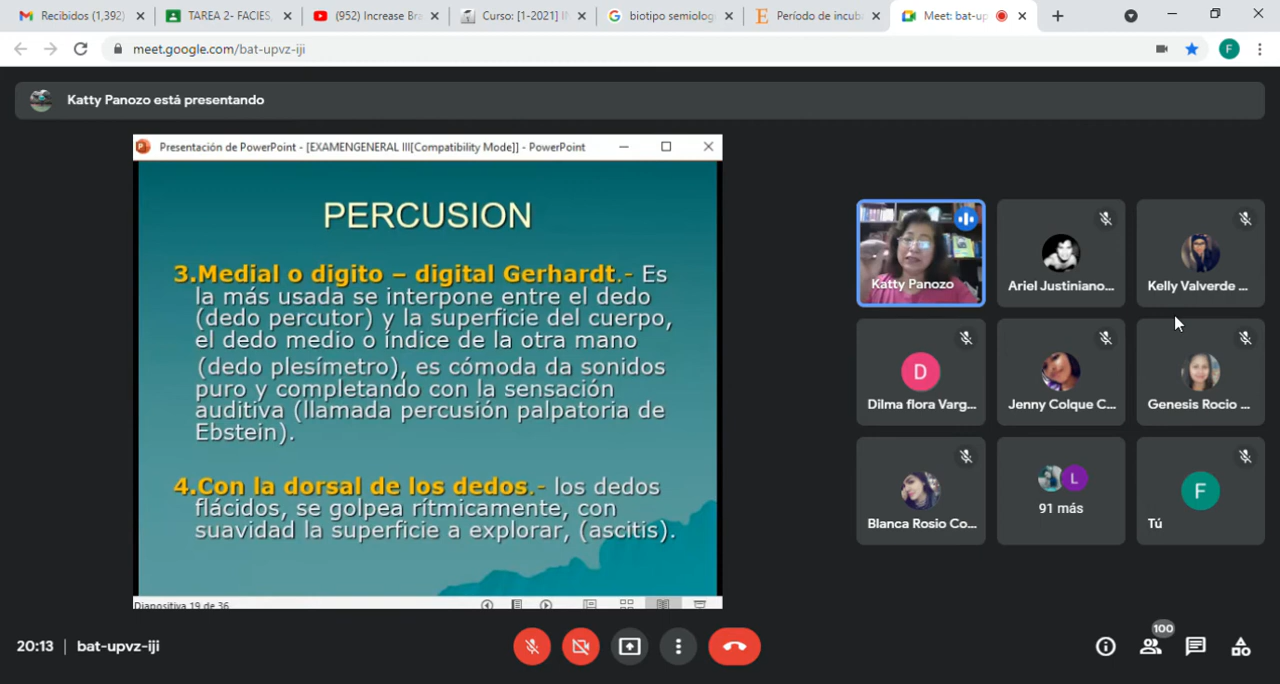 Recibidos (1,392)
TAREA 2- FACIES,
(952) Increase Bra
Curso: [1-2021] II
biotipo semiolog
Período de incub
Meet: bat-up
meet.google.com/bat-upvz-iji
F
Katty Panozo está presentando
Presentación de PowerPoint - [EXAMENGENERAL III[Compatibility Mode]] - PowerPoint
PERCUSION
3.Medial o digito – digital Gerhardt.- Es
la más usada se interpone entre el dedo
(dedo percutor) y la superficie del cuerpo,
el dedo medio o índice de la otra mano
(dedo plesímetro), es cómoda da sonidos
puro y completando con la sensación
auditiva (llamada percusión palpatoria de
Ebstein).
4.Con la dorsal de los dedos.- los dedos
flácidos, se golpea rítmicamente, con
suavidad la superficie a explorar, (ascitis).
Diapositiva 19 de 36
Katty Panozo
Ariel Justiniano...
Kelly Valverde ...
D
Dilma flora Varg...
Jenny Colque C...
Genesis Rocio ...
Blanca Rosio Co...
L
91 más
F
Tú
20:13 | bat-upvz-iji
100